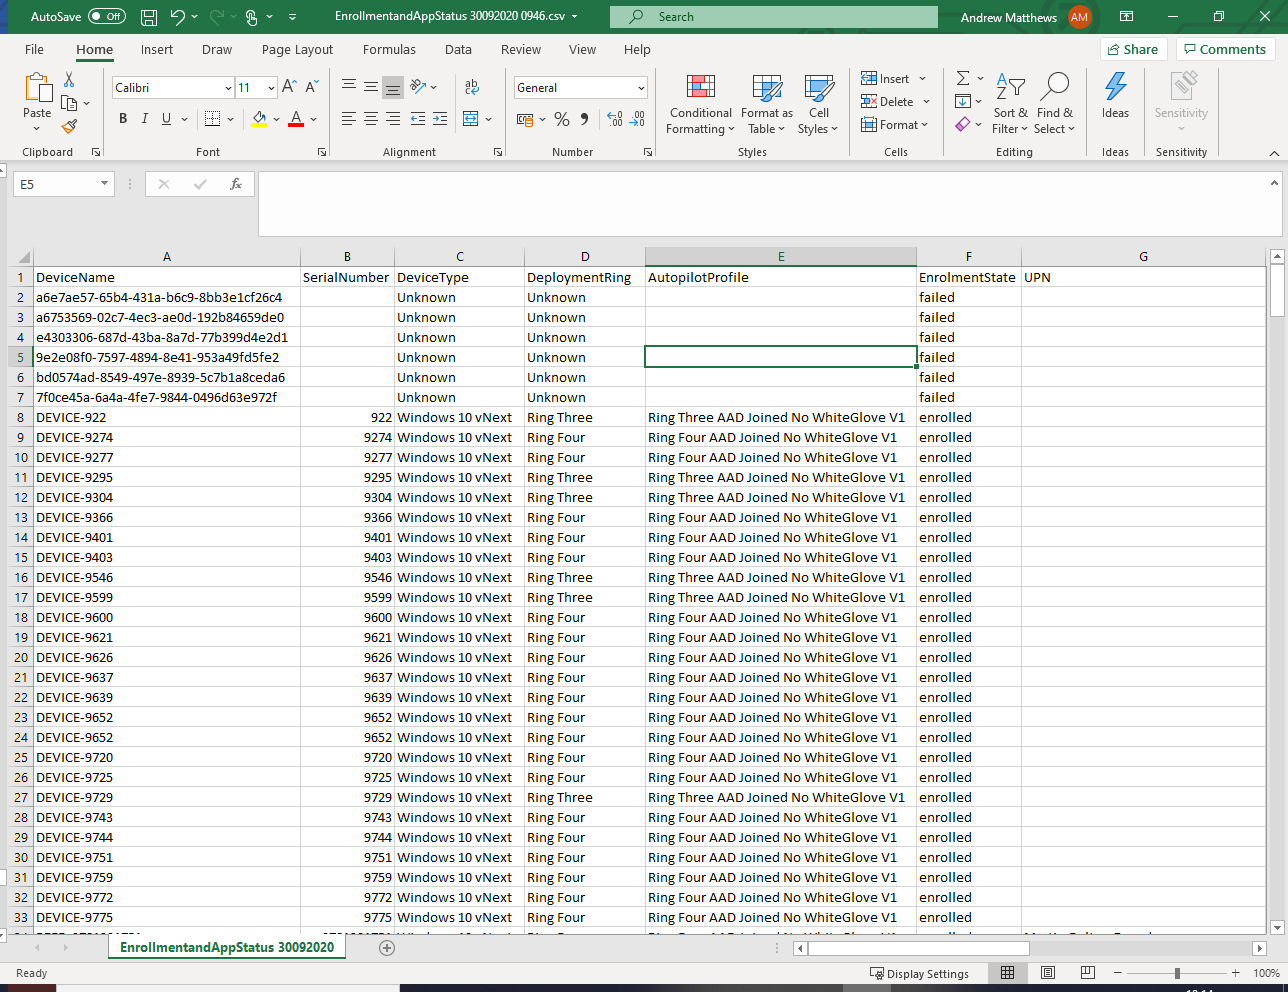 AutoSave Off EnrollmentandAppStatus 30092020 0946.csv Search Andrew Matthews AM
File Home Insert Draw Page Layout Formulas Data Review View Help Share Comments
Paste Calibri 11 General Conditional Formatting Format as Table Cell Styles Insert Delete Format Sort & Filter Find & Select Ideas Sensitivity
Clipboard Font Alignment Number Styles Cells Editing Ideas Sensitivity
E5 fx
A B C D E F G
1 DeviceName SerialNumber DeviceType DeploymentRing AutopilotProfile EnrolmentState UPN
2 a6e7ae57-65b4-431a-b6c9-8bb3e1cf26c4 Unknown Unknown failed
3 a6753569-02c7-4ec3-ae0d-192b84659de0 Unknown Unknown failed
4 e4303306-687d-43ba-8a7d-77b399d4e2d1 Unknown Unknown failed
5 9e2e08f0-7597-4894-8e41-953a49fd5fe2 Unknown Unknown failed
6 bd0574ad-8549-497e-8939-5c7b1a8ceda6 Unknown Unknown failed
7 7f0ce45a-6a4a-4fe7-9844-0496d63e972f Unknown Unknown failed
8 DEVICE-922 922 Windows 10 vNext Ring Three Ring Three AAD Joined No WhiteGlove V1 enrolled
9 DEVICE-9274 9274 Windows 10 vNext Ring Four Ring Four AAD Joined No WhiteGlove V1 enrolled
10 DEVICE-9277 9277 Windows 10 vNext Ring Four Ring Four AAD Joined No WhiteGlove V1 enrolled
11 DEVICE-9295 9295 Windows 10 vNext Ring Three Ring Three AAD Joined No WhiteGlove V1 enrolled
12 DEVICE-9304 9304 Windows 10 vNext Ring Three Ring Three AAD Joined No WhiteGlove V1 enrolled
13 DEVICE-9366 9366 Windows 10 vNext Ring Four Ring Four AAD Joined No WhiteGlove V1 enrolled
14 DEVICE-9401 9401 Windows 10 vNext Ring Four Ring Four AAD Joined No WhiteGlove V1 enrolled
15 DEVICE-9403 9403 Windows 10 vNext Ring Four Ring Four AAD Joined No WhiteGlove V1 enrolled
16 DEVICE-9546 9546 Windows 10 vNext Ring Three Ring Three AAD Joined No WhiteGlove V1 enrolled
17 DEVICE-9599 9599 Windows 10 vNext Ring Three Ring Three AAD Joined No WhiteGlove V1 enrolled
18 DEVICE-9600 9600 Windows 10 vNext Ring Four Ring Four AAD Joined No WhiteGlove V1 enrolled
19 DEVICE-9621 9621 Windows 10 vNext Ring Four Ring Four AAD Joined No WhiteGlove V1 enrolled
20 DEVICE-9626 9626 Windows 10 vNext Ring Four Ring Four AAD Joined No WhiteGlove V1 enrolled
21 DEVICE-9637 9637 Windows 10 vNext Ring Four Ring Four AAD Joined No WhiteGlove V1 enrolled
22 DEVICE-9639 9639 Windows 10 vNext Ring Four Ring Four AAD Joined No WhiteGlove V1 enrolled
23 DEVICE-9652 9652 Windows 10 vNext Ring Four Ring Four AAD Joined No WhiteGlove V1 enrolled
24 DEVICE-9652 9652 Windows 10 vNext Ring Four Ring Four AAD Joined No WhiteGlove V1 enrolled
25 DEVICE-9720 9720 Windows 10 vNext Ring Four Ring Four AAD Joined No WhiteGlove V1 enrolled
26 DEVICE-9725 9725 Windows 10 vNext Ring Four Ring Four AAD Joined No WhiteGlove V1 enrolled
27 DEVICE-9729 9729 Windows 10 vNext Ring Three Ring Three AAD Joined No WhiteGlove V1 enrolled
28 DEVICE-9743 9743 Windows 10 vNext Ring Four Ring Four AAD Joined No WhiteGlove V1 enrolled
29 DEVICE-9744 9744 Windows 10 vNext Ring Four Ring Four AAD Joined No WhiteGlove V1 enrolled
30 DEVICE-9751 9751 Windows 10 vNext Ring Four Ring Four AAD Joined No WhiteGlove V1 enrolled
31 DEVICE-9759 9759 Windows 10 vNext Ring Four Ring Four AAD Joined No WhiteGlove V1 enrolled
32 DEVICE-9772 9772 Windows 10 vNext Ring Four Ring Four AAD Joined No WhiteGlove V1 enrolled
33 DEVICE-9775 9775 Windows 10 vNext Ring Four Ring Four AAD Joined No WhiteGlove V1 enrolled
EnrollmentandAppStatus 30092020
Ready Display Settings 100%